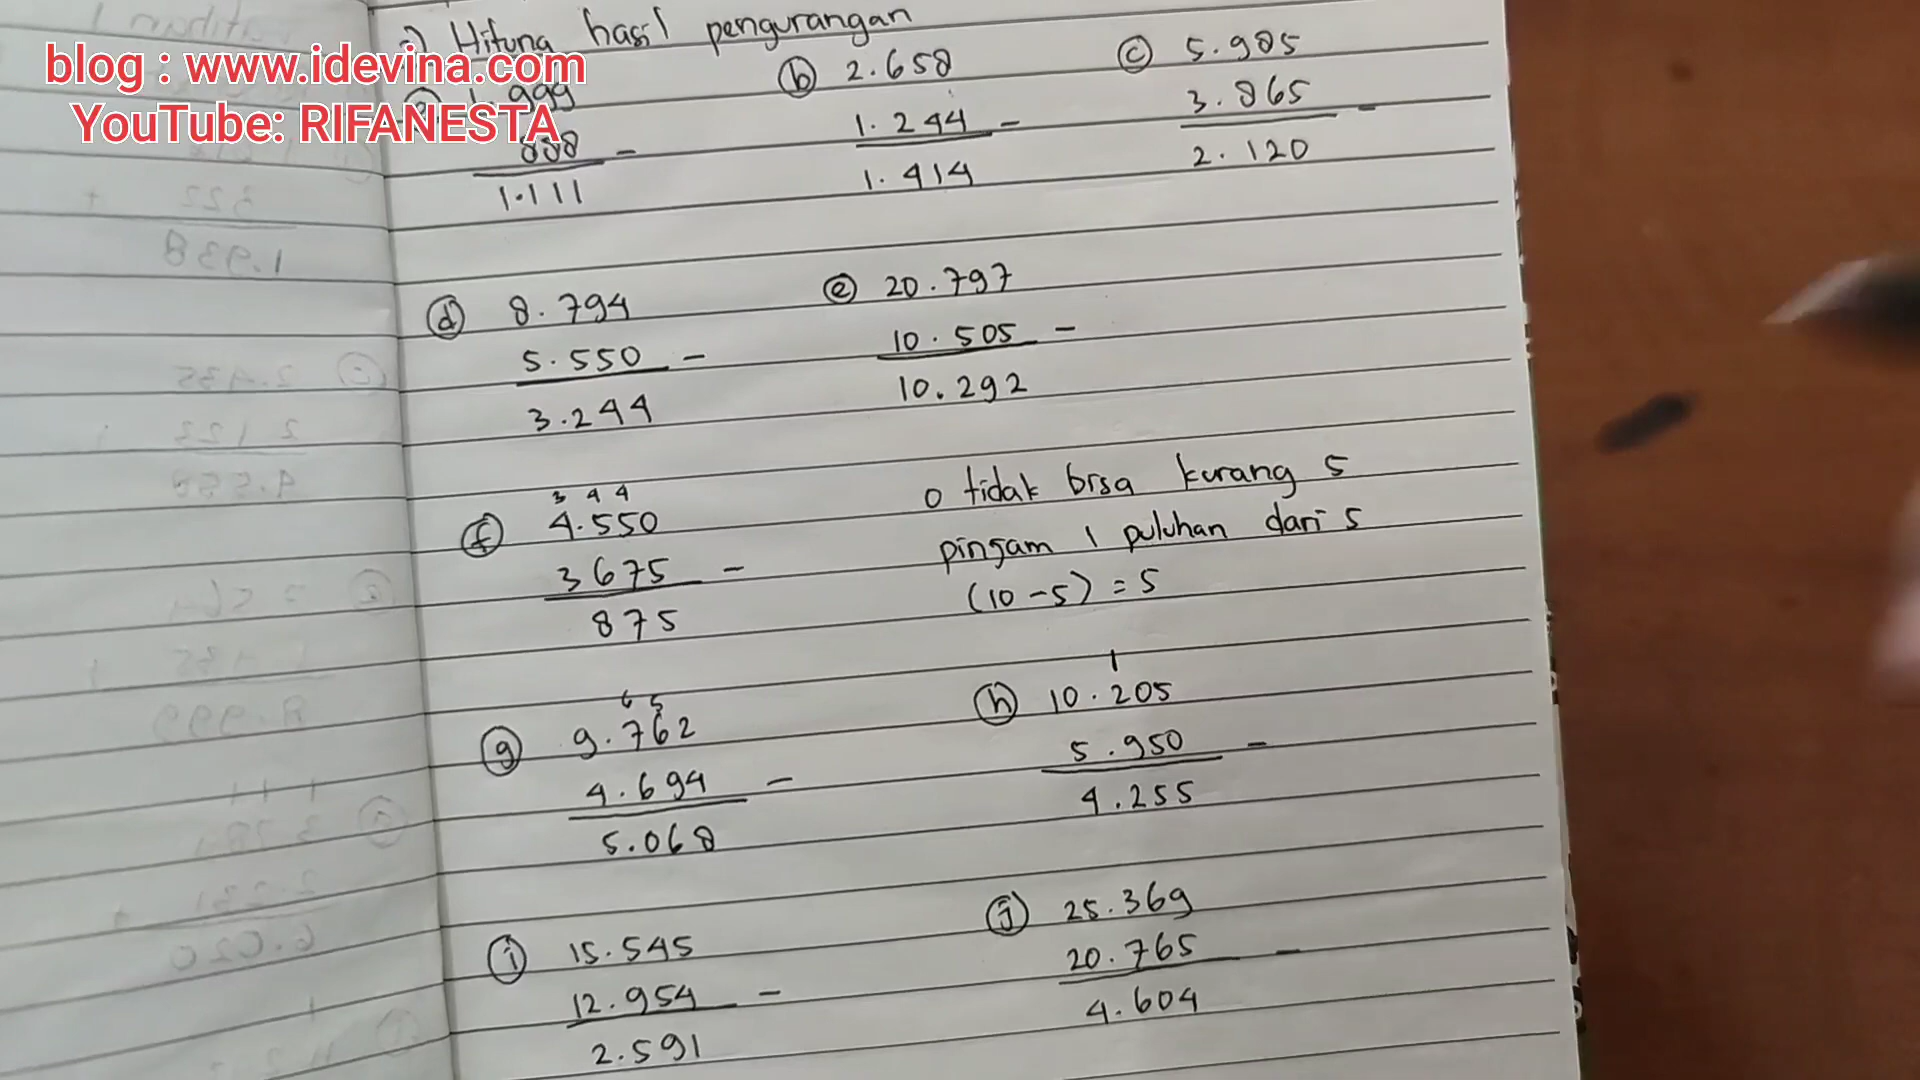 Hitung hasil pengurangan
blog : www.idevina.com
YouTube: RIFANESTA
a 1.999
888 -
1.111
b 2.658
1.244 -
1.414
c 5.985
3.865 -
2.120
d 8.794
5.550 -
3.244
e 20.797
10.505 -
10.292
3 4 4
f 4.550
3675 -
875
0 tidak bisa kurang 5
pinjam 1 puluhan dari 5
(10-5) = 5
6 5
g 9.762
4.694 -
5.068
1
h 10.205
5.950 -
4.255
i 15.545
12.954 -
2.591
j 25.369
20.765 -
4.604